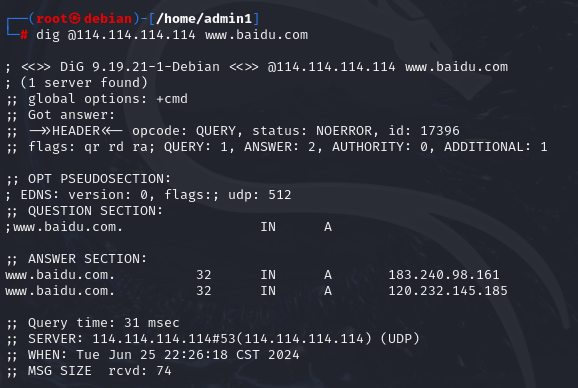 ┌──(root㉿debian)-[/home/admin1]
└─# dig @114.114.114.114 www.baidu.com
; <<>> DiG 9.19.21-1-Debian <<>> @114.114.114.114 www.baidu.com
; (1 server found)
;; global options: +cmd
;; Got answer:
;; ->>HEADER<<- opcode: QUERY, status: NOERROR, id: 17396
;; flags: qr rd ra; QUERY: 1, ANSWER: 2, AUTHORITY: 0, ADDITIONAL: 1
;; OPT PSEUDOSECTION:
; EDNS: version: 0, flags:; udp: 512
;; QUESTION SECTION:
;www.baidu.com. IN A
;; ANSWER SECTION:
www.baidu.com. 32 IN A 183.240.98.161
www.baidu.com. 32 IN A 120.232.145.185
;; Query time: 31 msec
;; SERVER: 114.114.114.114#53(114.114.114.114) (UDP)
;; WHEN: Tue Jun 25 22:26:18 CST 2024
;; MSG SIZE rcvd: 74